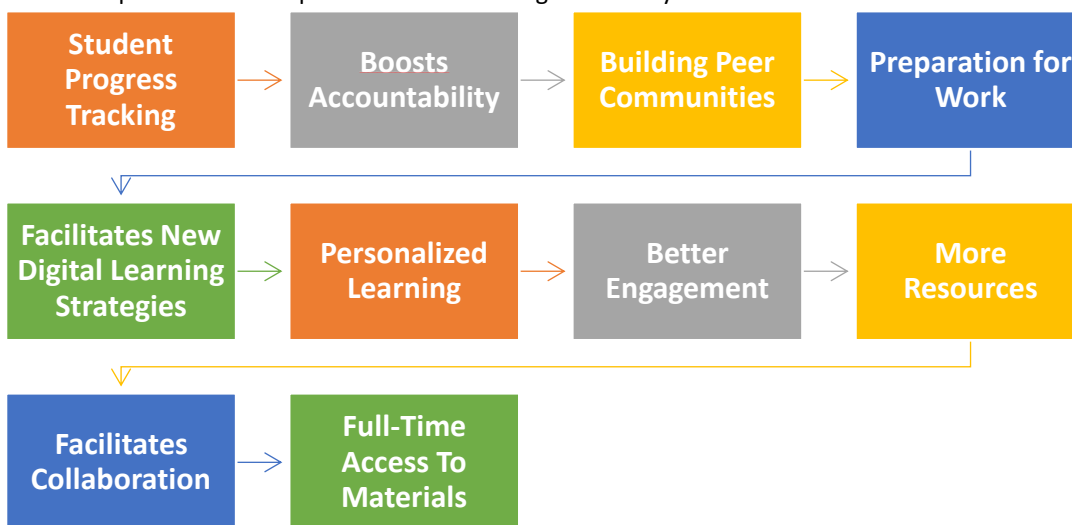 Student
Progress
Tracking
Boosts
Accountability
Building Peer
Communities
Preparation for
Work
Facilitates New
Digital Learning
Strategies
Personalized
Learning
Better
Engagement
More
Resources
Facilitates
Collaboration
Full-Time
Access To
Materials